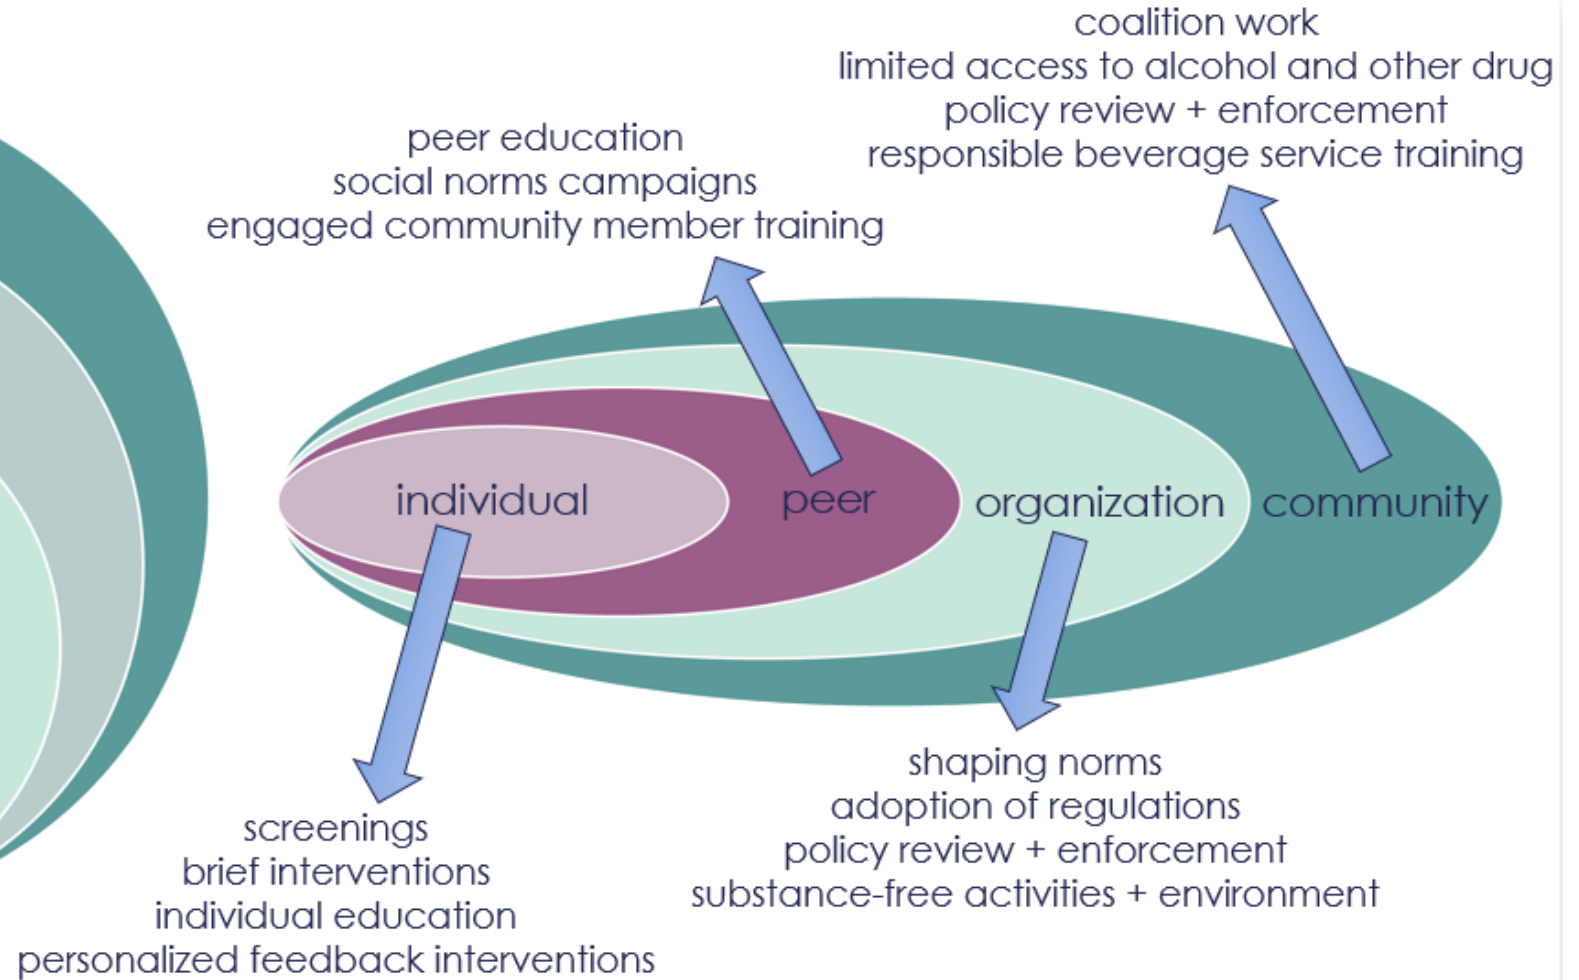 coalition work
limited access to alcohol and other drug
policy review + enforcement
responsible beverage service training
peer education
social norms campaigns
engaged community member training
individual
peer
organization
community
shaping norms
adoption of regulations
policy review + enforcement
substance-free activities + environment
screenings
brief interventions
individual education
personalized feedback interventions